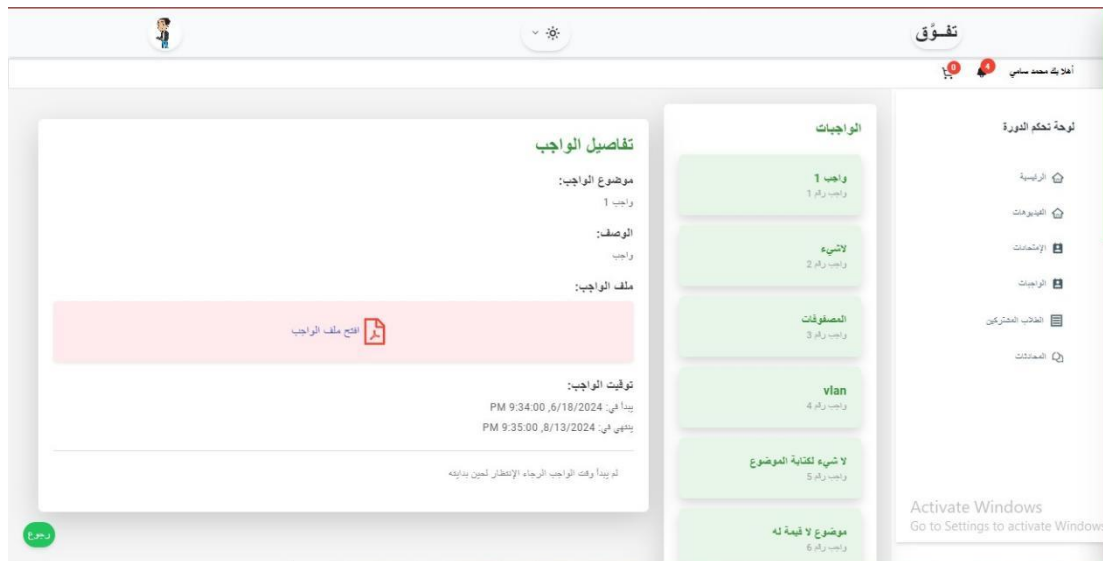 تفـوَّق
أهلا بك محمد سامي
4
0
لوحة تحكم الدورة
الرئيسية
الفيديوهات
الإمتحانات
الواجبات
الطلاب المشتركين
المحادثات
الواجبات
واجب 1
واجب رقم 1
لاشيء
واجب رقم 2
المصفوفات
واجب رقم 3
vlan
واجب رقم 4
لا شيء لكتابة الموضوع
واجب رقم 5
موضوع لا قيمة له
واجب رقم 6
تفاصيل الواجب
موضوع الواجب:
واجب 1
الوصف:
واجب
ملف الواجب:
افتح ملف الواجب
توقيت الواجب:
يبدأ في: 6/18/2024, 9:34:00 PM
ينتهي في: 8/13/2024, 9:35:00 PM
لم يبدأ وقت الواجب الرجاء الإنتظار لحين بدايته
رجوع
Activate Windows
Go to Settings to activate Windows